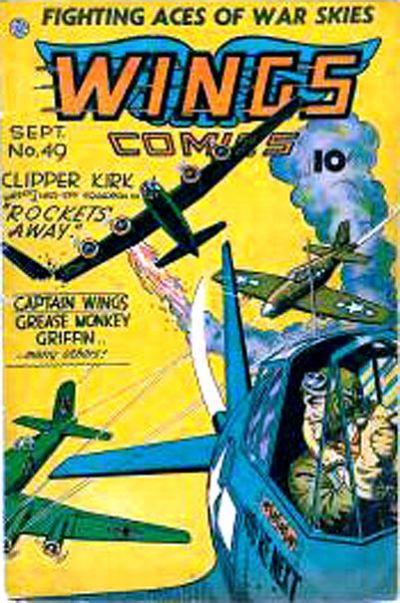 FIGHTING ACES OF WAR SKIES
WINGS
COMICS
SEPT.
No. 49
10
CLIPPER KIRK
"ROCKETS'
AWAY."
CAPTAIN WINGS
GREASE MONKEY
GRIFFIN..
...many others!
NEXT